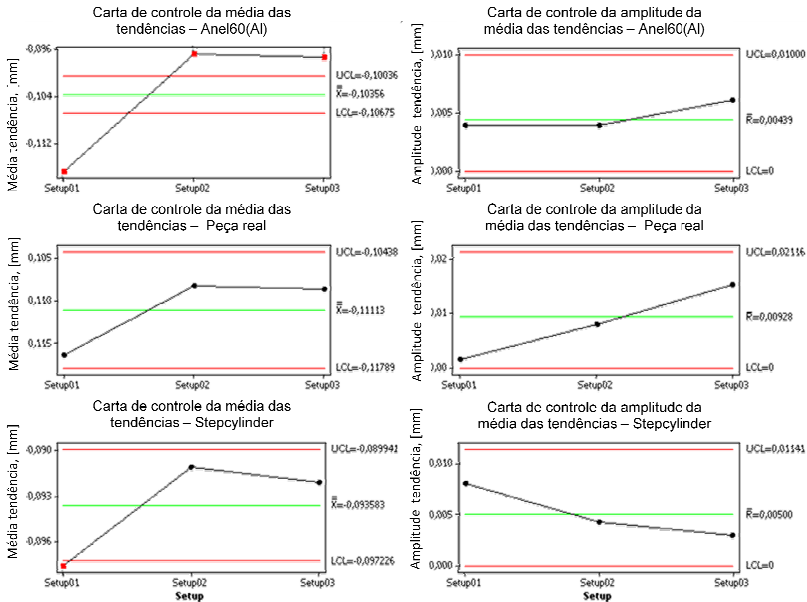 Carta de controle da média das
tendências – Anel60(Al)
Média tendência, [mm]
-0,096
-0,104
-0,112
UCL=-0,10036
X=-0,10356
LCL=-0,10675
Setup01
Setup02
Setup03
Carta de controle da amplitude da
média das tendências – Anel60(Al)
Amplitude tendência, [mm]
0,010
0,005
0,000
UCL=0,01000
R=0,00439
LCL=0
Setup01
Setup02
Setup03
Carta de controle da média das
tendências – Peça real
Média tendência, [mm]
0,105
0,110
0,115
UCL=-0,10438
X=-0,11113
LCL=-0,11789
Setup01
Setup02
Setup03
Carta de controle da amplitude da
média das tendências – Peça real
Amplitude tendência, [mm]
0,02
0,01
0,00
UCL=0,02116
R=0,00928
LCL=0
Setup01
Setup02
Setup03
Carta de controle da média das
tendências – Stepcylinder
Média tendência, [mm]
-0,090
-0,093
-0,096
UCL=-0,089941
X=-0,093583
LCL=-0,097226
Setup01
Setup02
Setup03
Setup
Carta de controle da amplitude da
média das tendências – Stepcylinder
Amplitude tendência, [mm]
0,010
0,005
0,000
UCL=0,01141
R=0,00500
LCL=0
Setup01
Setup02
Setup03
Setup